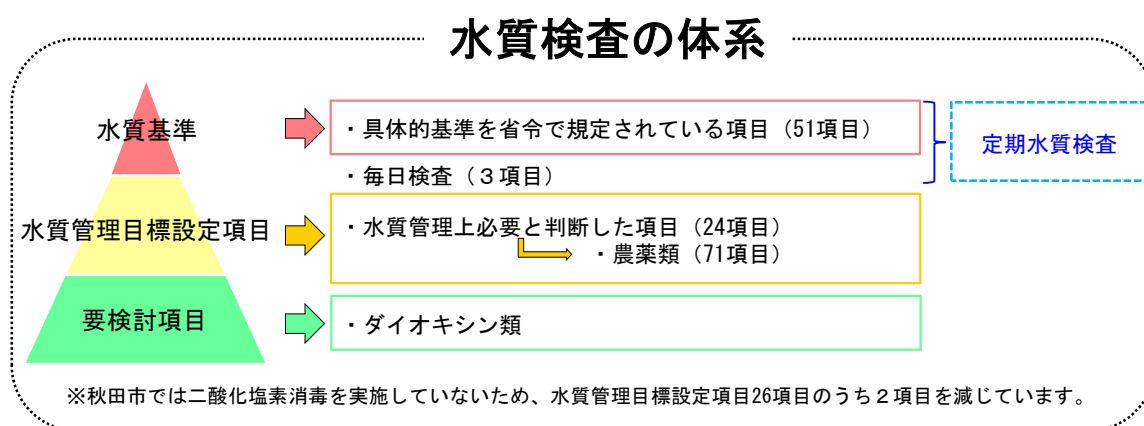 水質検査の体系
水質基準
・具体的基準を省令で規定されている項目（51項目）
定期水質検査
・毎日検査（３項目）
水質管理目標設定項目
・水質管理上必要と判断した項目（24項目）
・農薬類（71項目）
要検討項目
・ダイオキシン類
※秋田市では二酸化塩素消毒を実施していないため、水質管理目標設定項目26項目のうち２項目を減じています。